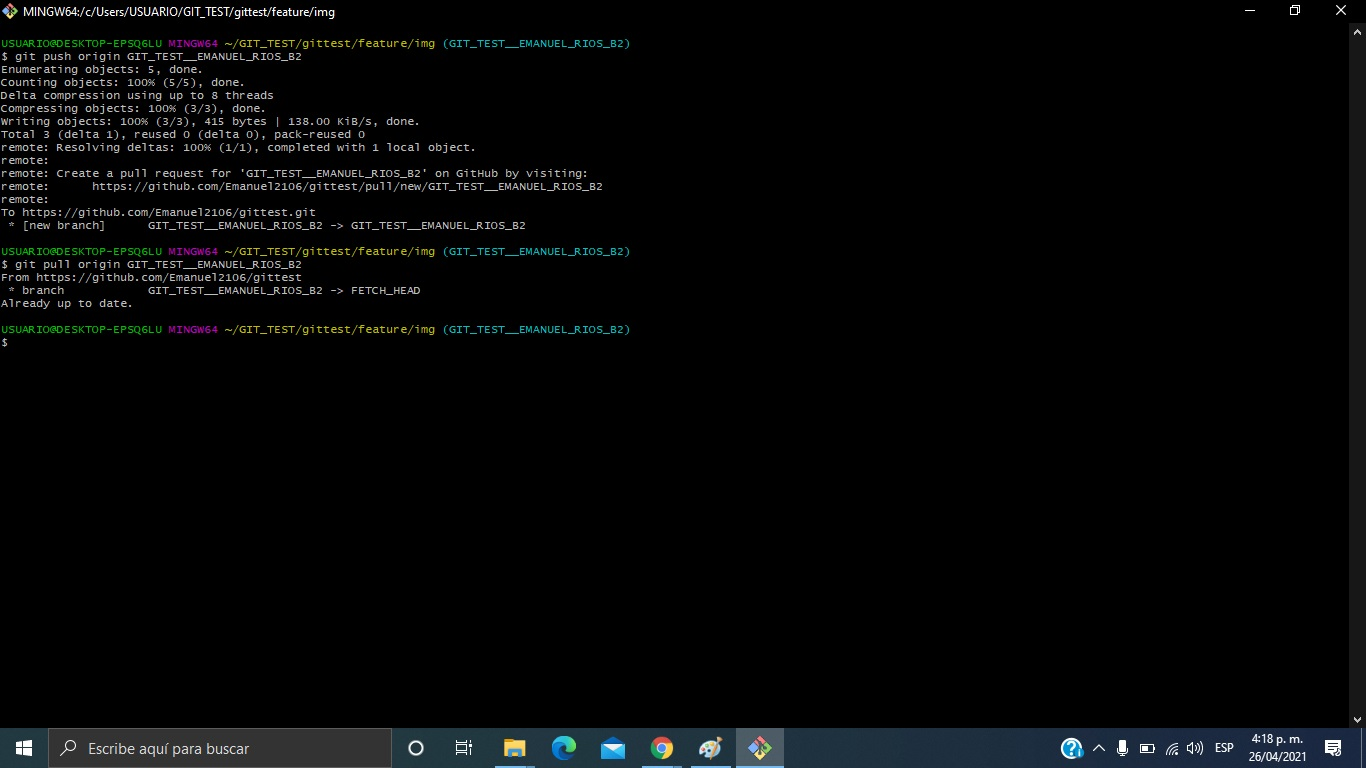 MINGW64:/c/Users/USUARIO/GIT_TEST/gittest/feature/img
USUARIO@DESKTOP-EPSQ6LU MINGW64 ~/GIT_TEST/gittest/feature/img (GIT_TEST__EMANUEL_RIOS_B2)
$ git push origin GIT_TEST__EMANUEL_RIOS_B2
Enumerating objects: 5, done.
Counting objects: 100% (5/5), done.
Delta compression using up to 8 threads
Compressing objects: 100% (3/3), done.
Writing objects: 100% (3/3), 415 bytes | 138.00 KiB/s, done.
Total 3 (delta 1), reused 0 (delta 0), pack-reused 0
remote: Resolving deltas: 100% (1/1), completed with 1 local object.
remote:
remote: Create a pull request for 'GIT_TEST__EMANUEL_RIOS_B2' on GitHub by visiting:
remote:      https://github.com/Emanuel2106/gittest/pull/new/GIT_TEST__EMANUEL_RIOS_B2
remote:
To https://github.com/Emanuel2106/gittest.git
 * [new branch]      GIT_TEST__EMANUEL_RIOS_B2 -> GIT_TEST__EMANUEL_RIOS_B2
USUARIO@DESKTOP-EPSQ6LU MINGW64 ~/GIT_TEST/gittest/feature/img (GIT_TEST__EMANUEL_RIOS_B2)
$ git pull origin GIT_TEST__EMANUEL_RIOS_B2
From https://github.com/Emanuel2106/gittest
 * branch            GIT_TEST__EMANUEL_RIOS_B2 -> FETCH_HEAD
Already up to date.
USUARIO@DESKTOP-EPSQ6LU MINGW64 ~/GIT_TEST/gittest/feature/img (GIT_TEST__EMANUEL_RIOS_B2)
$
Escribe aquí para buscar
ESP
4:18 p. m.
26/04/2021